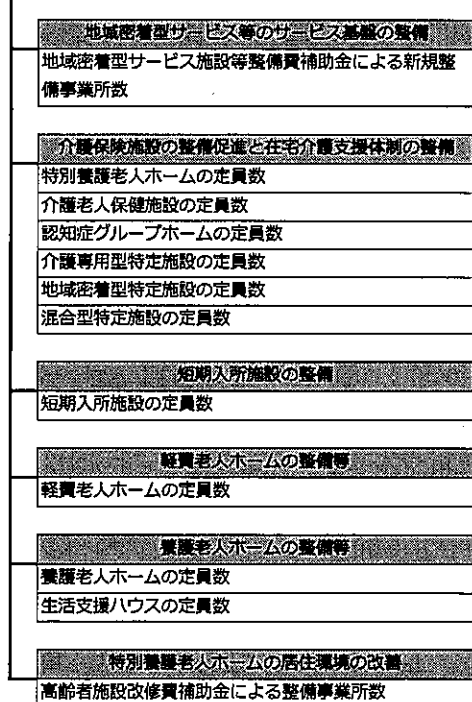 地域密着型サービス等のサービス基盤の整備
地域密着型サービス施設等整備費補助金による新規整
備事業所数
介護保険施設の整備促進と在宅介護支援体制の整備
特別養護老人ホームの定員数
介護老人保健施設の定員数
認知症グループホームの定員数
介護専用型特定施設の定員数
地域密着型特定施設の定員数
混合型特定施設の定員数
短期入所施設の整備
短期入所施設の定員数
軽費老人ホームの整備等
軽費老人ホームの定員数
養護老人ホームの整備等
養護老人ホームの定員数
生活支援ハウスの定員数
特別養護老人ホームの居住環境の改善
高齢者施設改修費補助金による整備事業所数